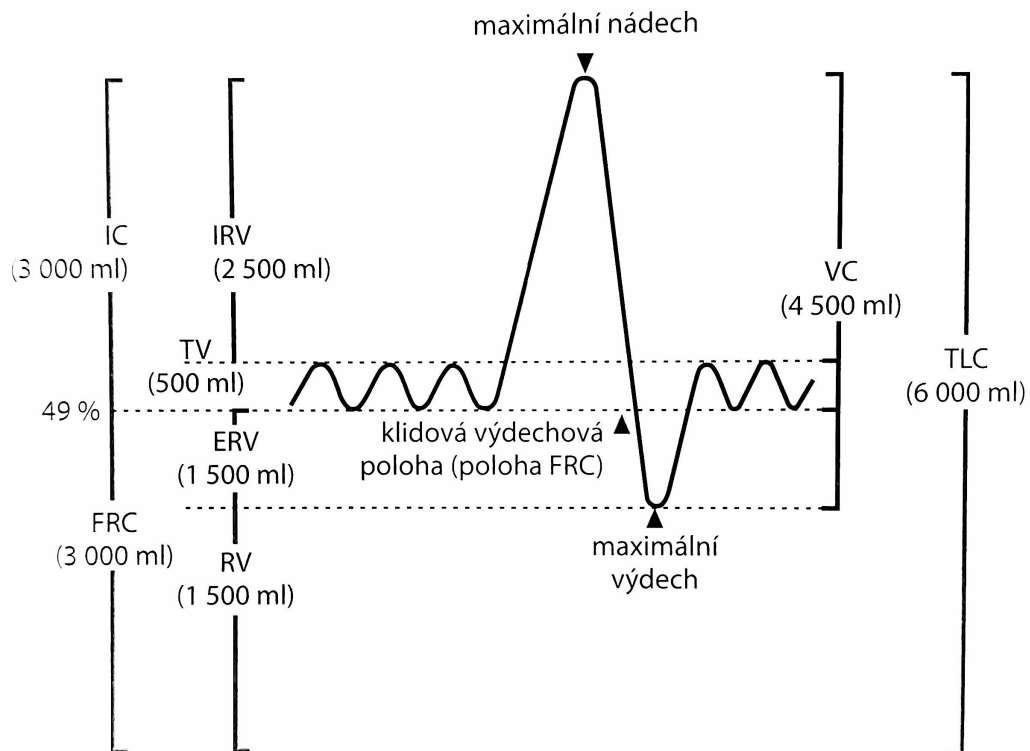 maximální nádech
IC
(3 000 ml)
IRV
(2 500 ml)
VC
(4 500 ml)
TV
(500 ml)
TLC
(6 000 ml)
49 %
klidová výdechová
poloha (poloha FRC)
ERV
(1 500 ml)
FRC
(3 000 ml)
maximální
výdech
RV
(1 500 ml)